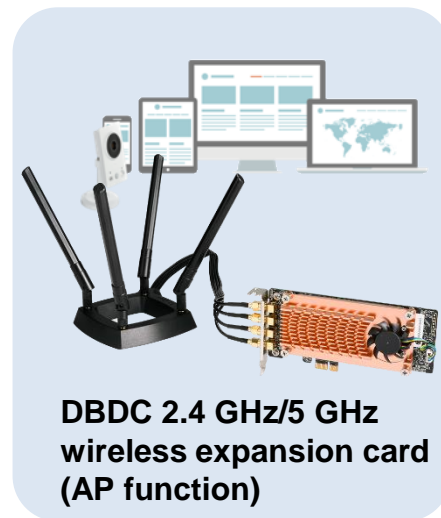 DBDC 2.4 GHz/5 GHz
wireless expansion card
(AP function)